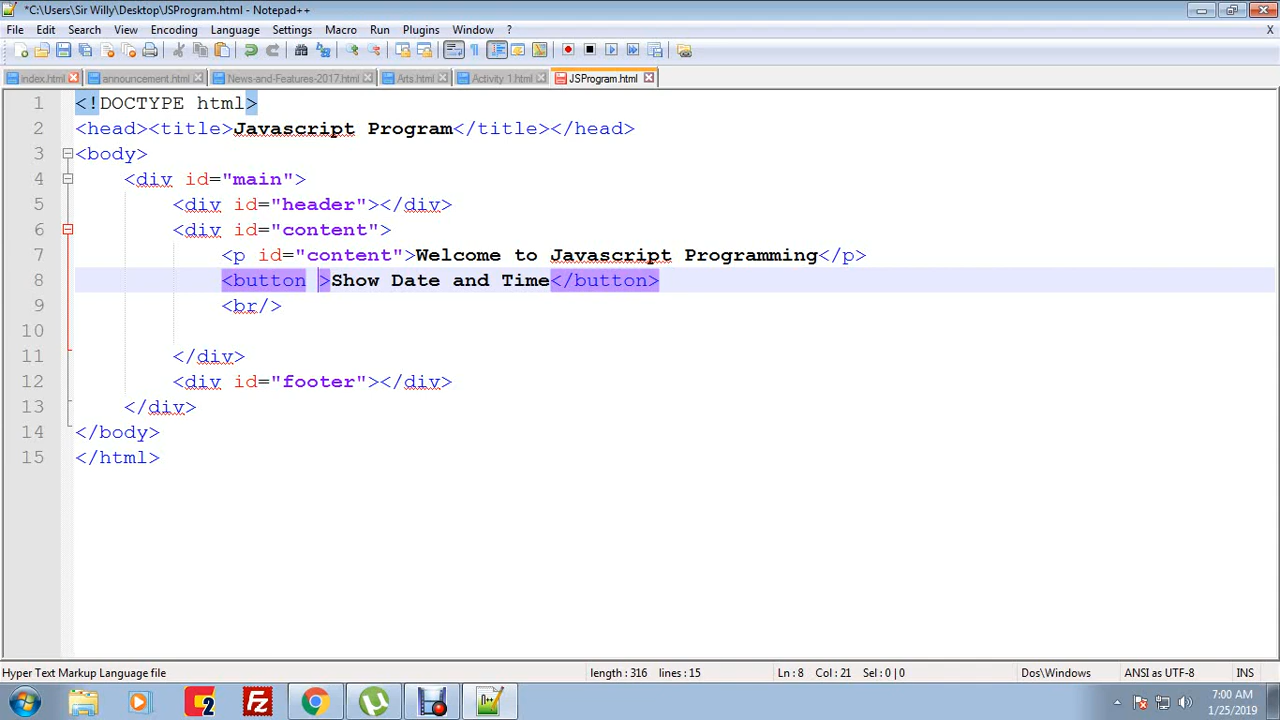 *C:\Users\Sir Willy\Desktop\JSProgram.html - Notepad++
File Edit Search View Encoding Language Settings Macro Run Plugins Window ? X
index.html announcement.html News-and-Features-2017.html Arts.html Activity 1.html JSProgram.html
1 <!DOCTYPE html>
2 <head><title>Javascript Program</title></head>
3 <body>
4 <div id="main">
5 <div id="header"></div>
6 <div id="content">
7 <p id="content">Welcome to Javascript Programming</p>
8 <button >Show Date and Time</button>
9 <br/>
10
11 </div>
12 <div id="footer"></div>
13 </div>
14 </body>
15 </html>
Hyper Text Markup Language file length : 316 lines : 15 Ln : 8 Col : 21 Sel : 0 | 0 Dos\Windows ANSI as UTF-8 INS
7:00 AM
1/25/2019